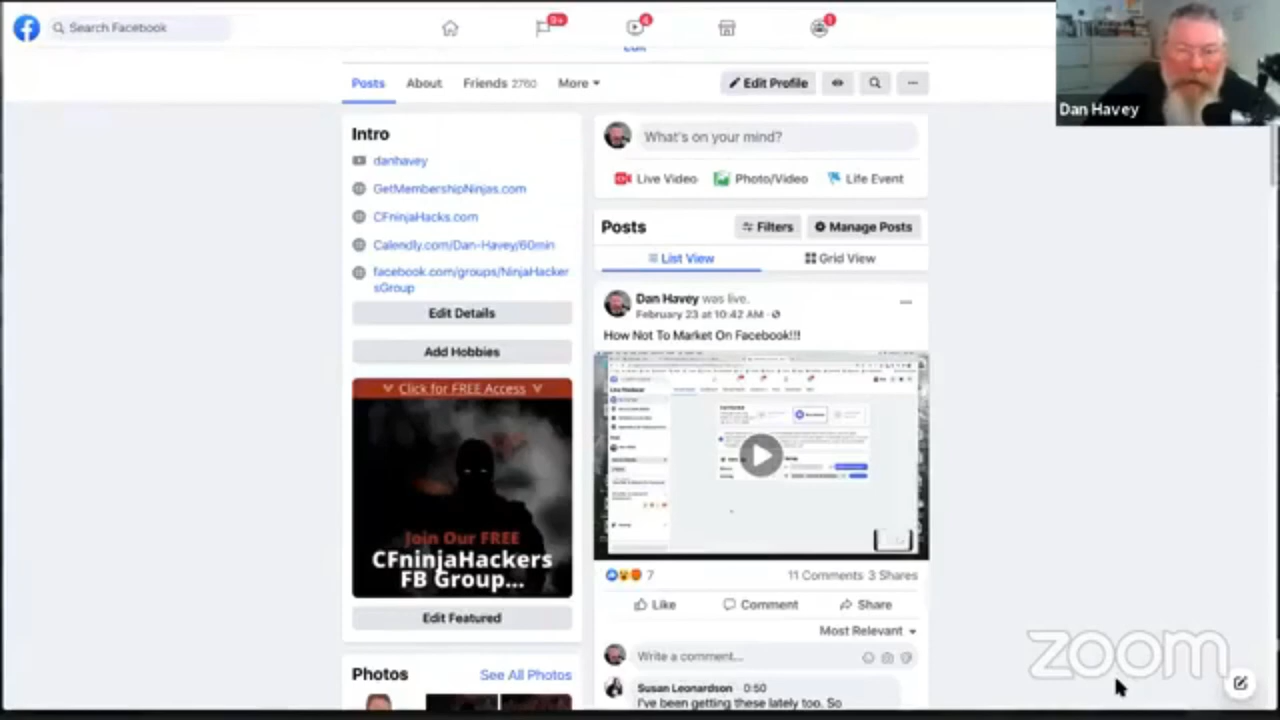 Search Facebook
9+
4
1
Dan Havey
Edit
Posts
About
Friends 2760
More
Edit Profile
Intro
danhavey
GetMembershipNinjas.com
CFninjaHacks.com
Calendly.com/Dan-Havey/60min
facebook.com/groups/NinjaHacker
sGroup
Edit Details
Add Hobbies
Click for FREE Access
Join Our FREE
CFninjaHackers
FB Group...
Edit Featured
Photos
See All Photos
What's on your mind?
Live Video
Photo/Video
Life Event
Posts
Filters
Manage Posts
List View
Grid View
Dan Havey was live.
February 23 at 10:42 AM ·
How Not To Market On Facebook!!!
7
11 Comments 3 Shares
Like
Comment
Share
Most Relevant
Write a comment...
Susan Leonardson · 0:50
I've been getting these lately too. So
zoom